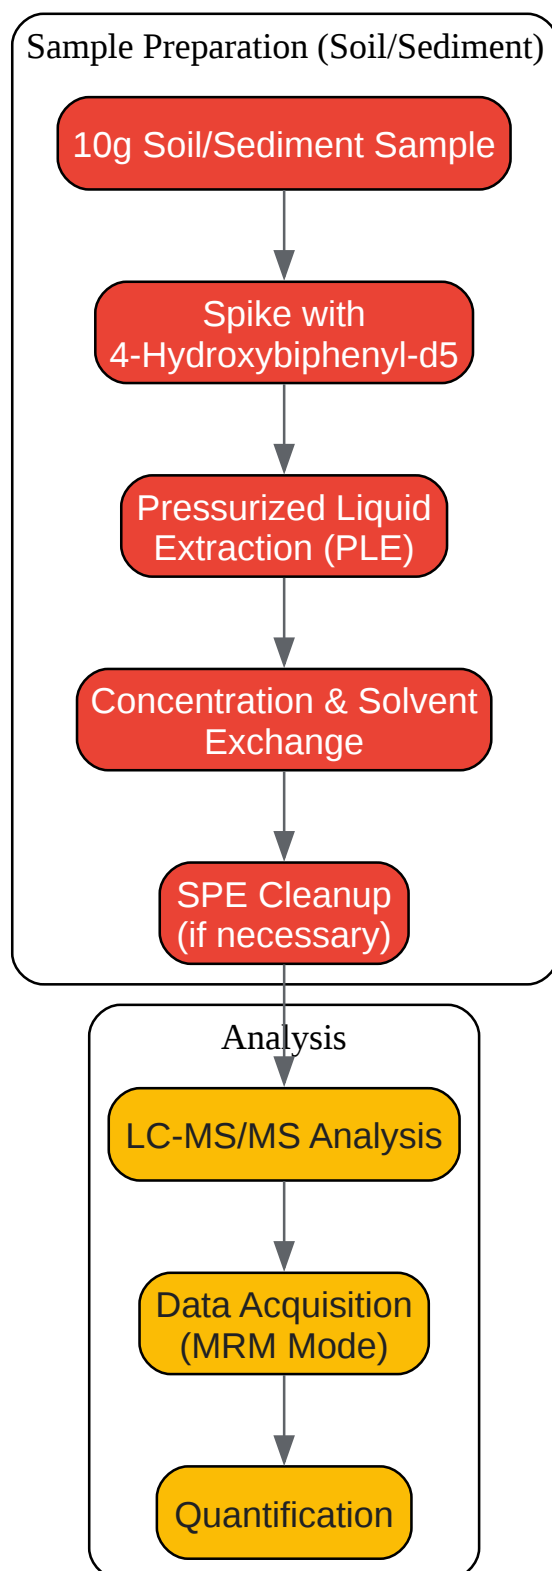 Sample Preparation (Soil/Sediment)
10g Soil/Sediment Sample
Spike with
4-Hydroxybiphenyl-d5
Pressurized Liquid
Extraction (PLE)
Concentration & Solvent
Exchange
SPE Cleanup
(if necessary)
Analysis
LC-MS/MS Analysis
Data Acquisition
(MRM Mode)
Quantification